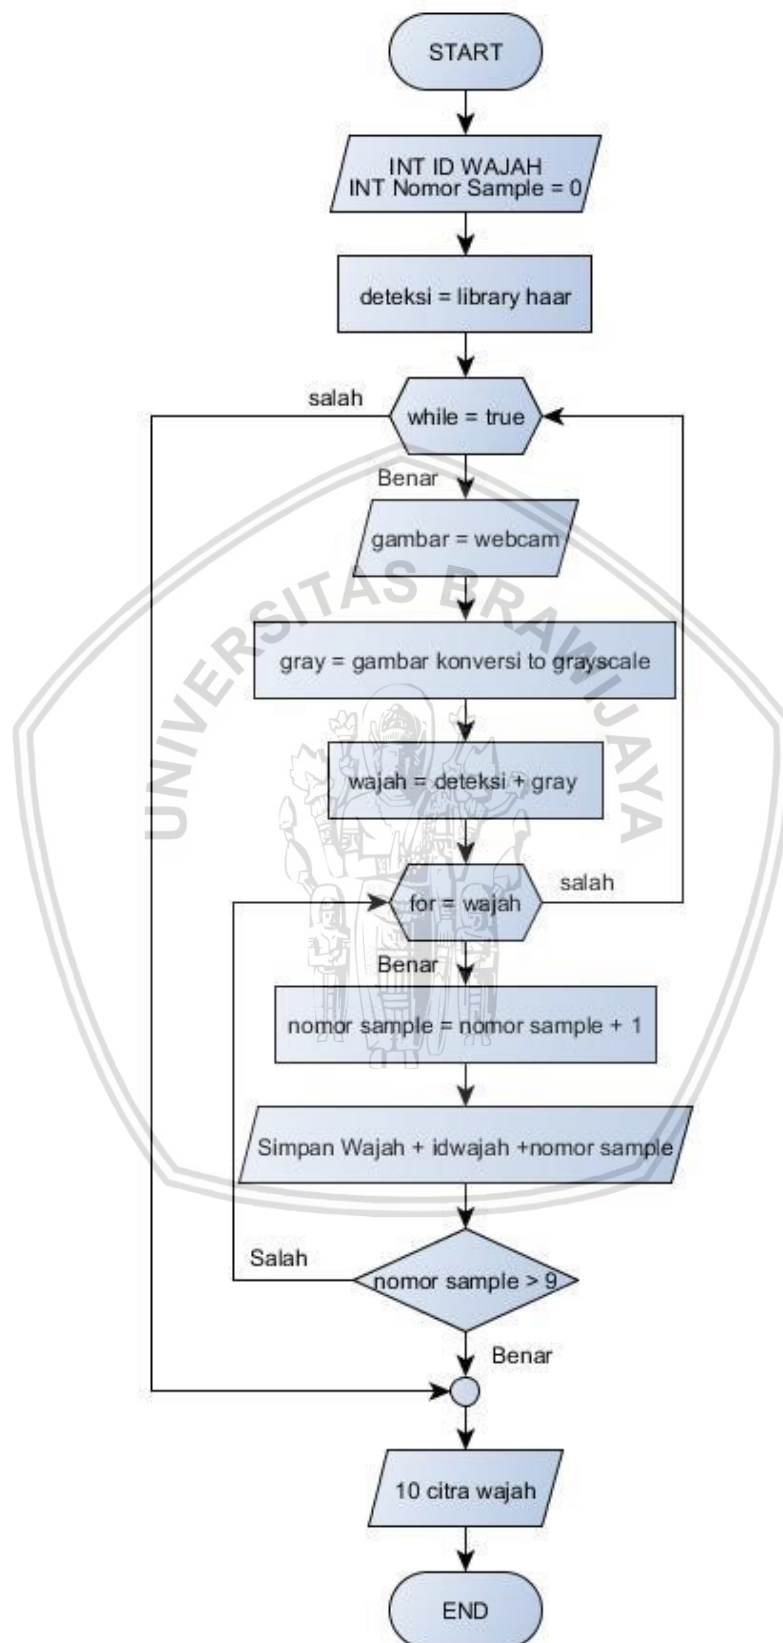 START
INT ID WAJAH
INT Nomor Sample = 0
deteksi = library haar
salah
while = true
Benar
gambar = webcam
UNIVERSITAS BRAWIJAYA
gray = gambar konversi to grayscale
wajah = deteksi + gray
for = wajah
salah
Benar
nomor sample = nomor sample + 1
Simpan Wajah + idwajah +nomor sample
Salah
nomor sample > 9
Benar
10 citra wajah
END